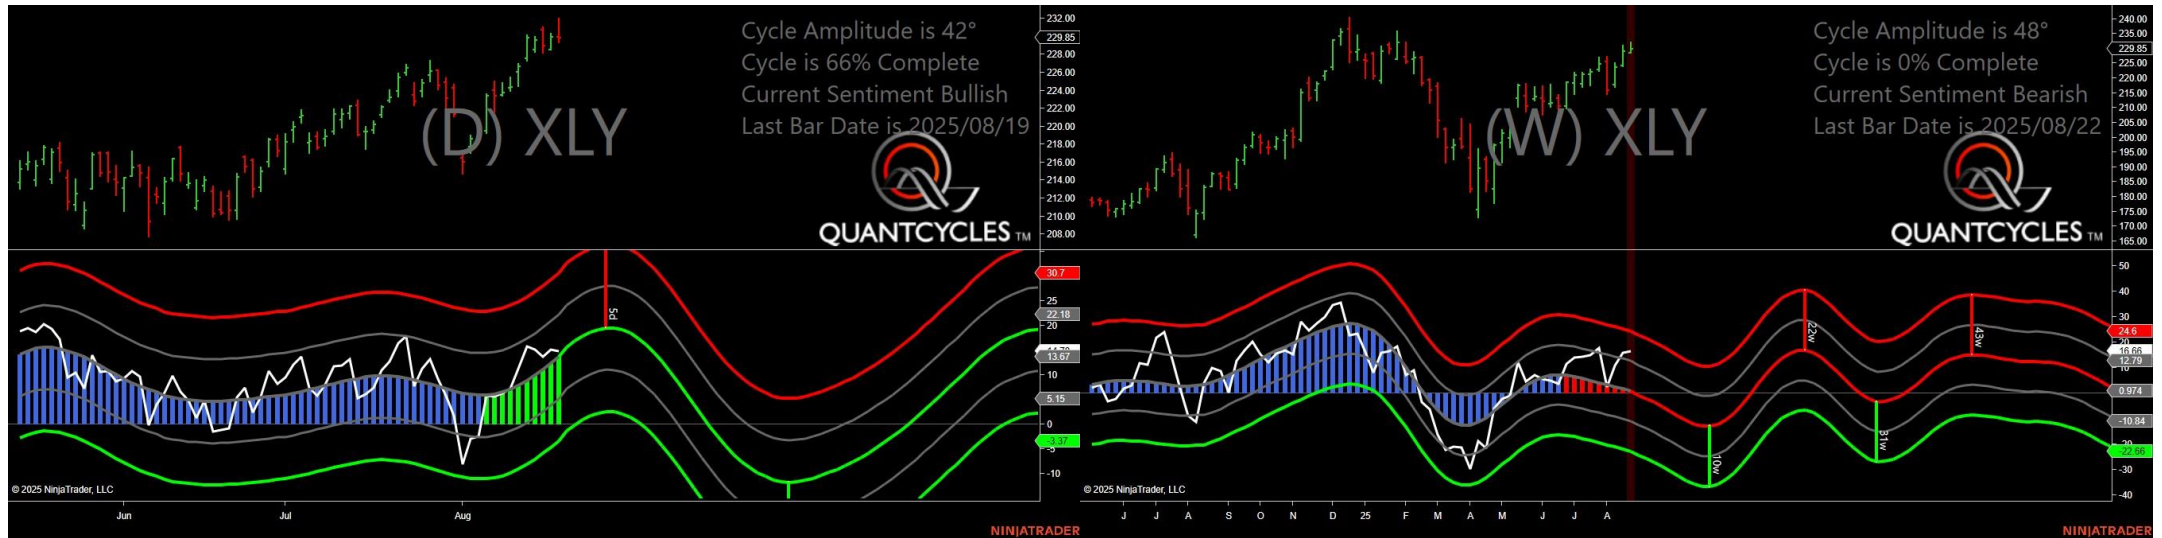 Cycle Amplitude is 42°
Cycle is 66% Complete
Current Sentiment Bullish
Last Bar Date is 2025/08/19
(D) XLY
QUANTCYCLES TM
232.00
229.85
228.00
226.00
224.00
222.00
220.00
218.00
216.00
214.00
212.00
210.00
208.00
30.7
25
22.18
20
13.67
10
5.15
0
-3.37
-5
-10
5d
© 2025 NinjaTrader, LLC
Jun Jul Aug
NINJATRADER
Cycle Amplitude is 48°
Cycle is 0% Complete
Current Sentiment Bearish
Last Bar Date is 2025/08/22
(W) XLY
QUANTCYCLES TM
240.00
235.00
229.85
225.00
220.00
215.00
210.00
205.00
200.00
195.00
190.00
185.00
180.00
175.00
170.00
165.00
50
40
30
24.6
20
16.66
12.79
10
0.974
-10.84
-22.66
-30
-40
10w
22w
31w
43w
© 2025 NinjaTrader, LLC
J J A S O N D 25 F M A M J J A
NINJATRADER